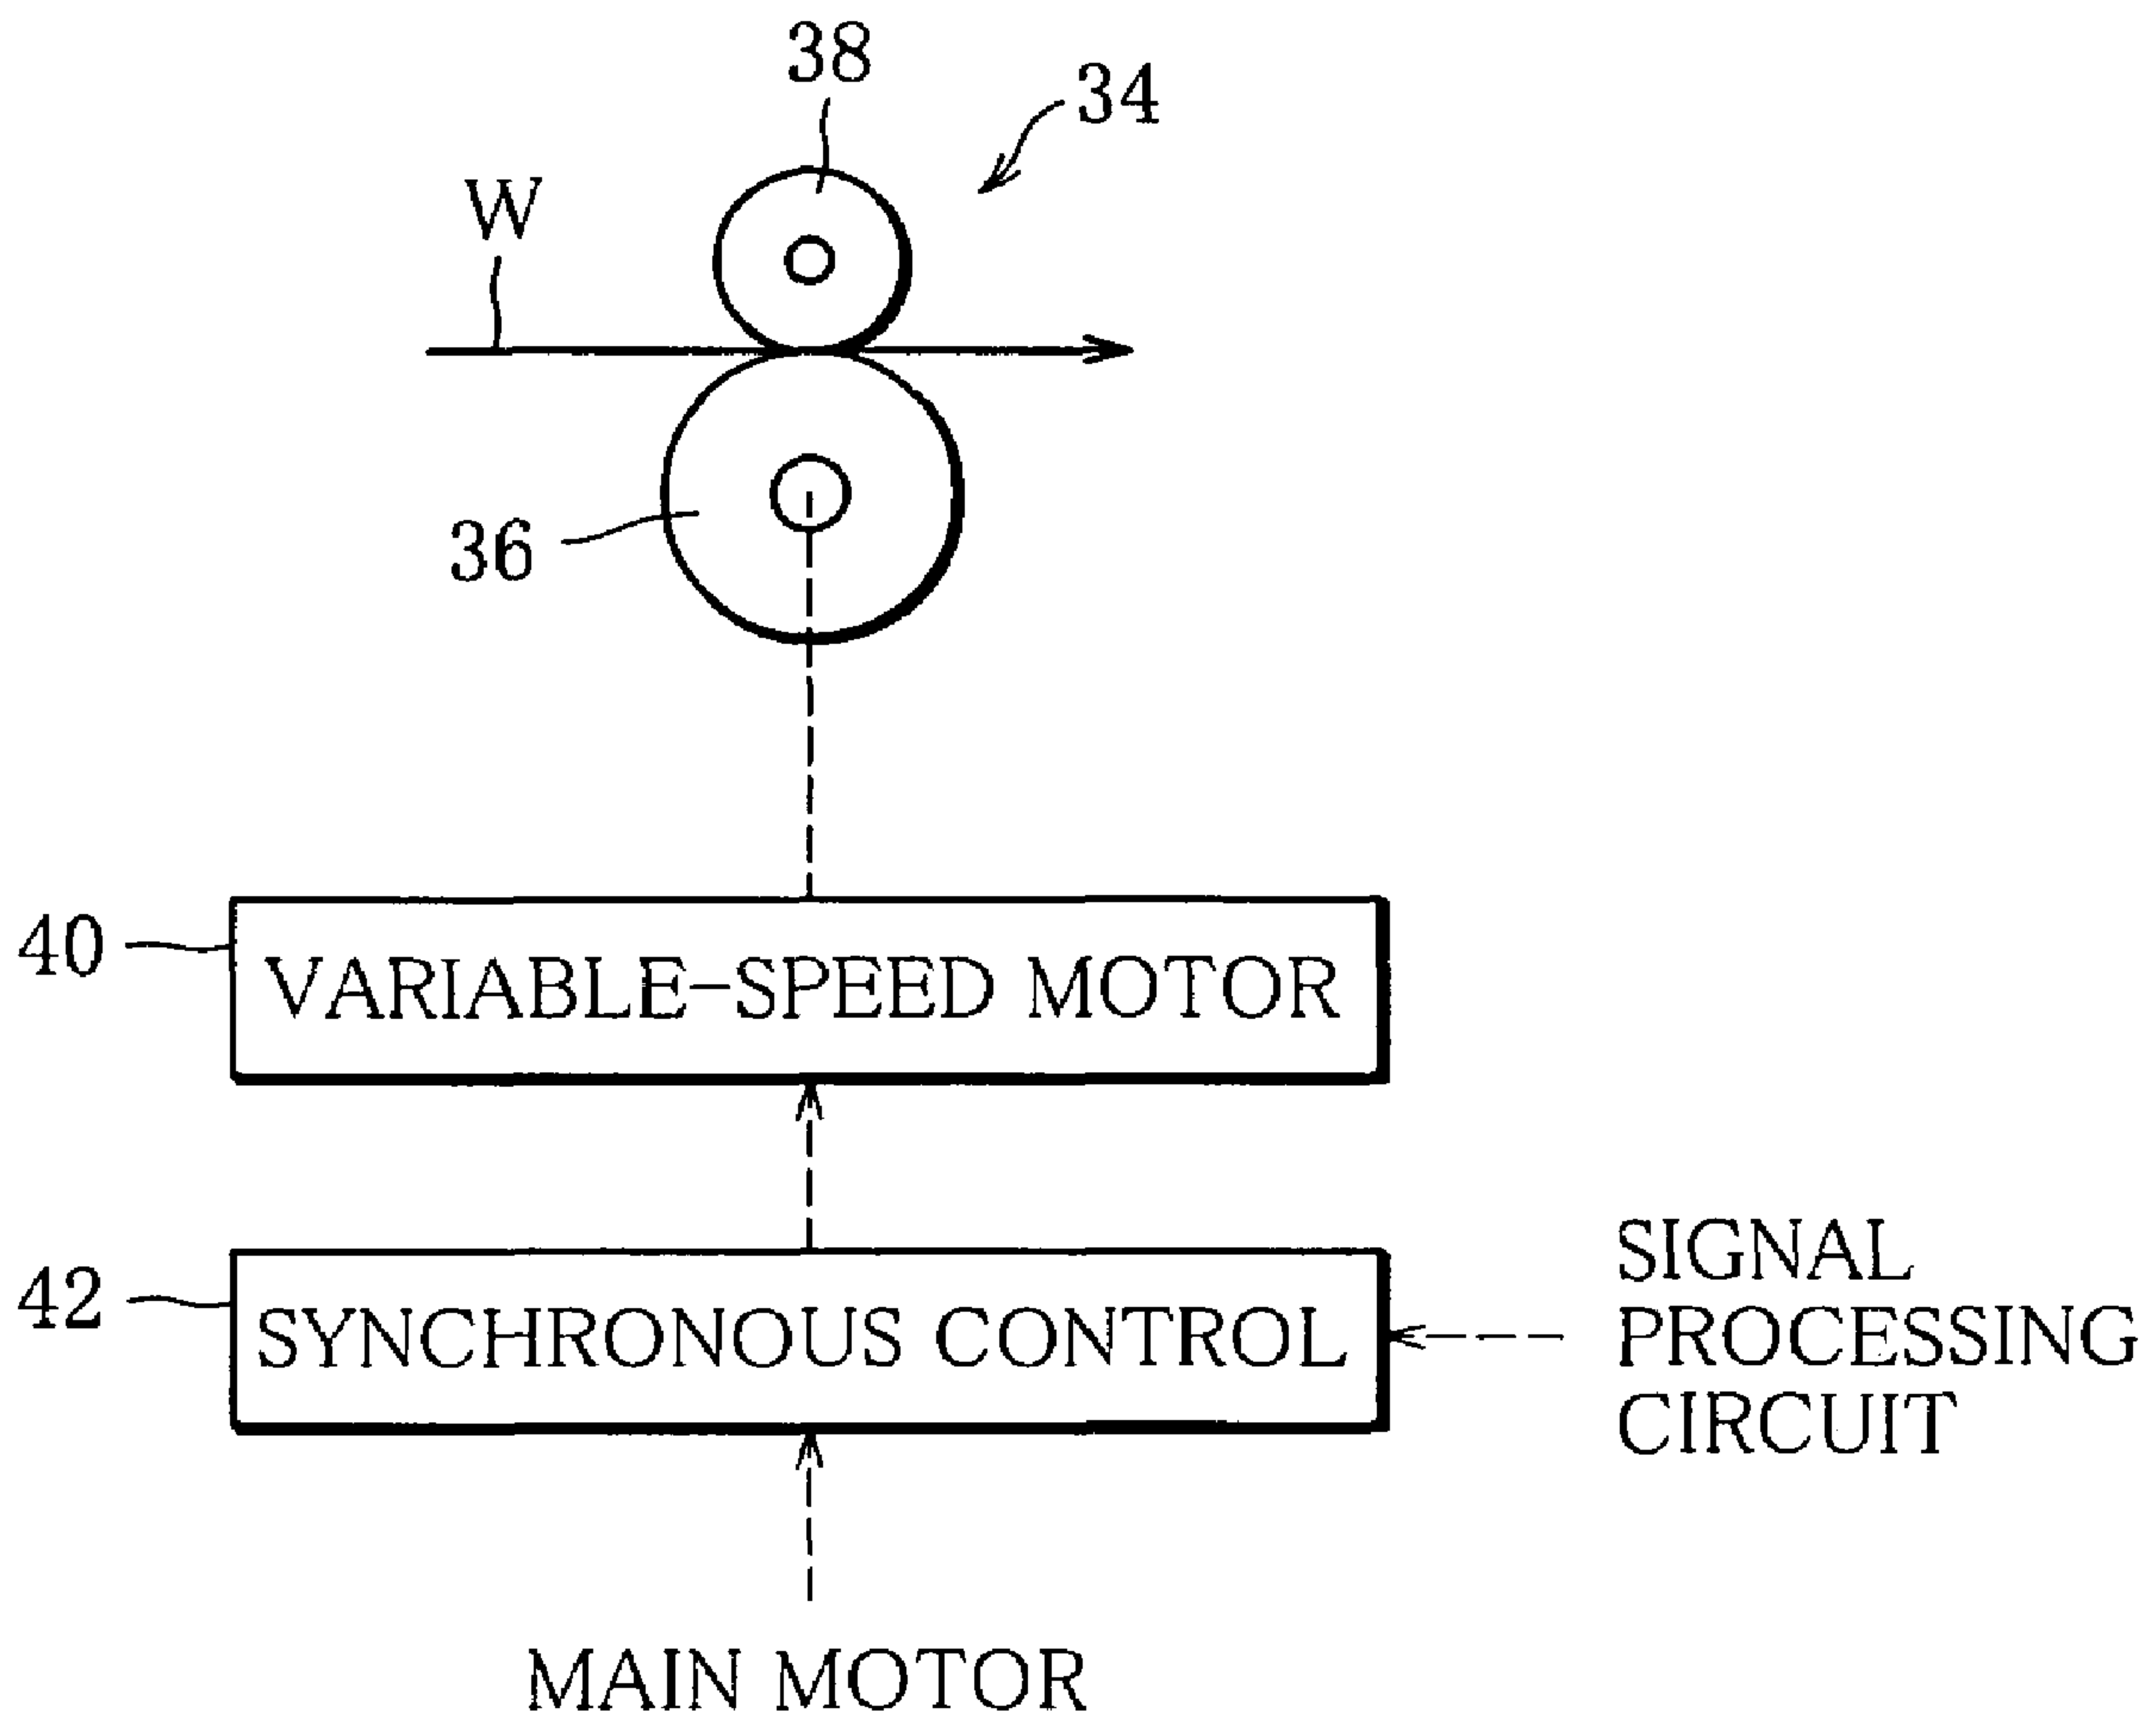 38
34
W
36
40
VARIABLE-SPEED MOTOR
42
SYNCHRONOUS CONTROL
SIGNAL
PROCESSING
CIRCUIT
MAIN MOTOR